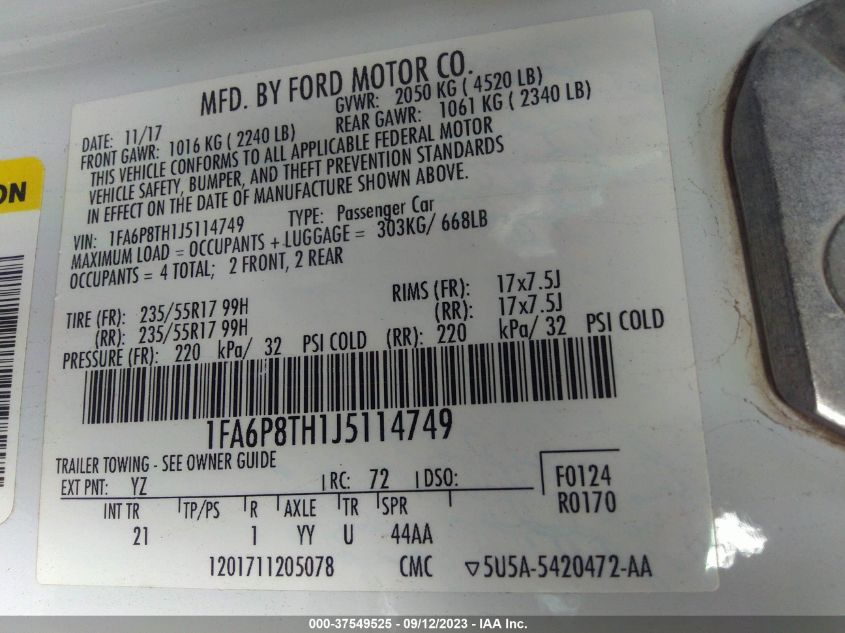 ON
MFD. BY FORD MOTOR CO.
DATE: 11/17 GVWR: 2050 KG ( 4520 LB)
FRONT GAWR: 1016 KG ( 2240 LB) REAR GAWR: 1061 KG ( 2340 LB)
THIS VEHICLE CONFORMS TO ALL APPLICABLE FEDERAL MOTOR
VEHICLE SAFETY, BUMPER, AND THEFT PREVENTION STANDARDS
IN EFFECT ON THE DATE OF MANUFACTURE SHOWN ABOVE.
VIN: 1FA6P8TH1J5114749 TYPE: Passenger Car
MAXIMUM LOAD = OCCUPANTS + LUGGAGE = 303KG/ 668LB
OCCUPANTS = 4 TOTAL; 2 FRONT, 2 REAR
TIRE (FR): 235/55R17 99H RIMS (FR): 17x7.5J
(RR): 235/55R17 99H (RR): 17x7.5J
PRESSURE (FR): 220 kPa/ 32 PSI COLD (RR): 220 kPa/ 32 PSI COLD
1FA6P8TH1J5114749
TRAILER TOWING - SEE OWNER GUIDE
EXT PNT: YZ RC: 72 DSO: F0124
INT TR TP/PS R AXLE TR SPR R0170
21 1 YY U 44AA
1201711205078 CMC ▽5U5A-5420472-AA
000-37549525 - 09/12/2023 - IAA Inc.